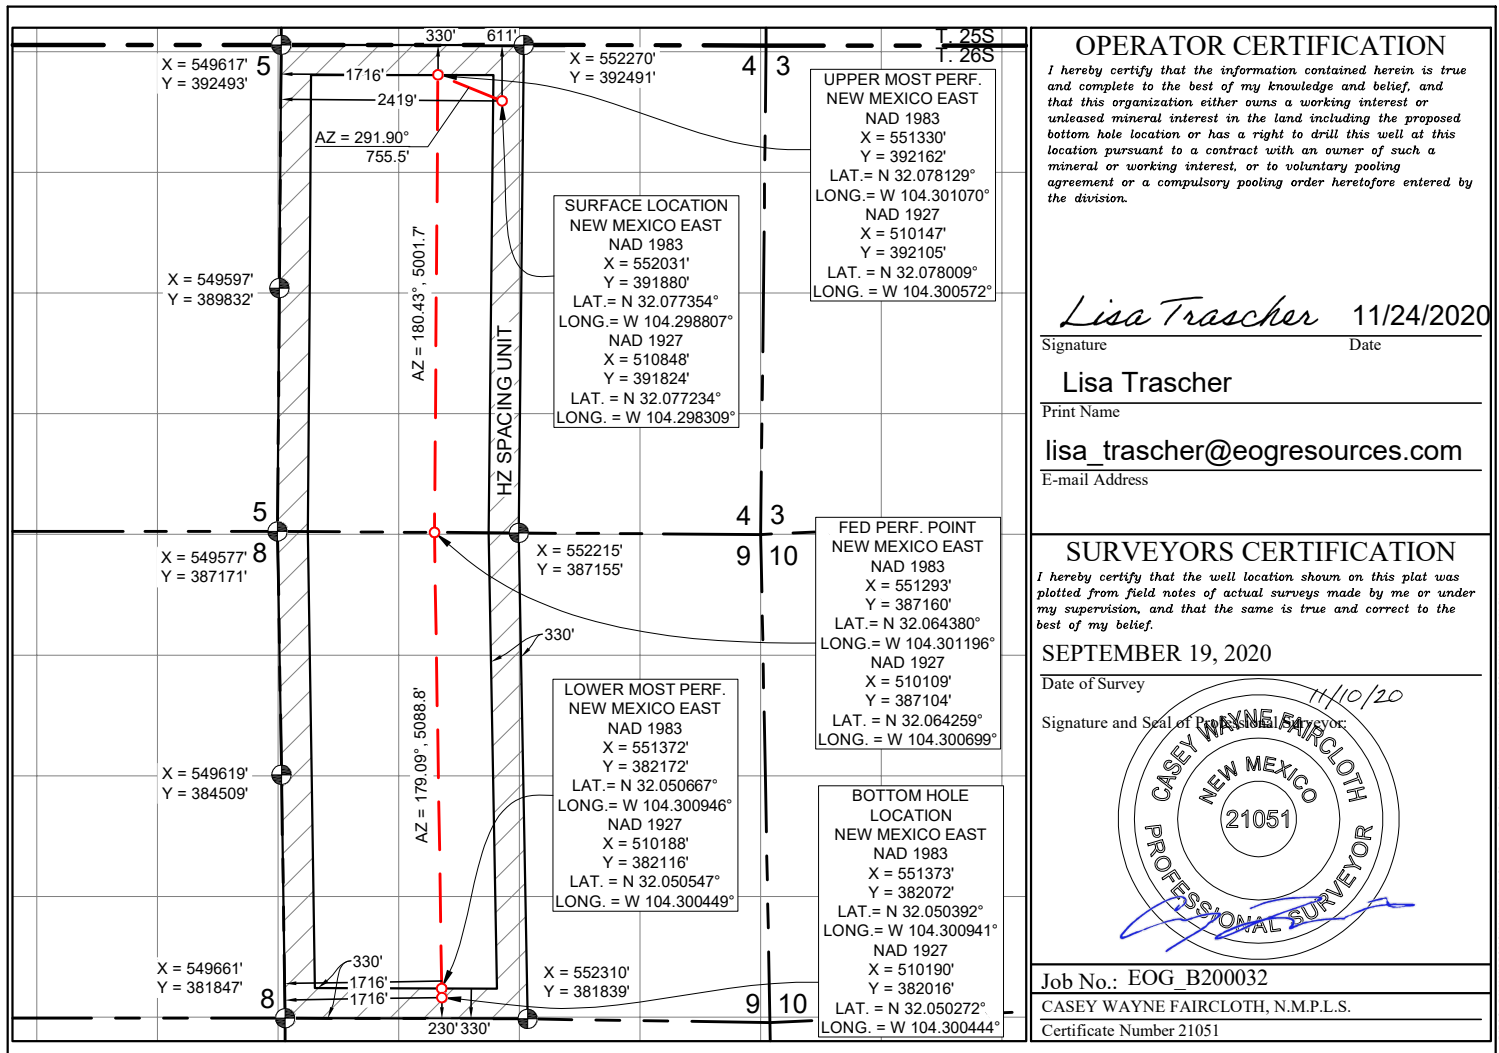 330'
611'
T. 25S
T. 26S
X = 549617'
Y = 392493'
5
1716'
X = 552270'
Y = 392491'
4
3
2419'
AZ = 291.90°
755.5'
UPPER MOST PERF.
NEW MEXICO EAST
NAD 1983
X = 551330'
Y = 392162'
LAT.= N 32.078129°
LONG.= W 104.301070°
NAD 1927
X = 510147'
Y = 392105'
LAT. = N 32.078009°
LONG. = W 104.300572°
SURFACE LOCATION
NEW MEXICO EAST
NAD 1983
X = 552031'
Y = 391880'
LAT.= N 32.077354°
LONG.= W 104.298807°
NAD 1927
X = 510848'
Y = 391824'
LAT. = N 32.077234°
LONG. = W 104.298309°
X = 549597'
Y = 389832'
AZ = 180.43°, 5001.7'
HZ SPACING UNIT
5
8
X = 549577'
Y = 387171'
X = 552215'
Y = 387155'
4
3
9
10
FED PERF. POINT
NEW MEXICO EAST
NAD 1983
X = 551293'
Y = 387160'
LAT.= N 32.064380°
LONG.= W 104.301196°
NAD 1927
X = 510109'
Y = 387104'
LAT. = N 32.064259°
LONG. = W 104.300699°
330'
AZ = 179.09°, 5088.8'
LOWER MOST PERF.
NEW MEXICO EAST
NAD 1983
X = 551372'
Y = 382172'
LAT.= N 32.050667°
LONG.= W 104.300946°
NAD 1927
X = 510188'
Y = 382116'
LAT. = N 32.050547°
LONG. = W 104.300449°
X = 549619'
Y = 384509'
BOTTOM HOLE
LOCATION
NEW MEXICO EAST
NAD 1983
X = 551373'
Y = 382072'
LAT.= N 32.050392°
LONG.= W 104.300941°
NAD 1927
X = 510190'
Y = 382016'
LAT. = N 32.050272°
LONG. = W 104.300444°
X = 549661'
Y = 381847'
8
330'
1716'
1716'
230'
330'
X = 552310'
Y = 381839'
9
10
OPERATOR CERTIFICATION
I hereby certify that the information contained herein is true
and complete to the best of my knowledge and belief, and
that this organization either owns a working interest or
unleased mineral interest in the land including the proposed
bottom hole location or has a right to drill this well at this
location pursuant to a contract with an owner of such a
mineral or working interest, or to voluntary pooling
agreement or a compulsory pooling order heretofore entered by
the division.
Lisa Trascher 11/24/2020
Signature Date
Lisa Trascher
Print Name
lisa_trascher@eogresources.com
E-mail Address
SURVEYORS CERTIFICATION
I hereby certify that the well location shown on this plat was
plotted from field notes of actual surveys made by me or under
my supervision, and that the same is true and correct to the
best of my belief.
SEPTEMBER 19, 2020
Date of Survey
11/10/20
Signature and Seal of Professional Surveyor:
CASEY WAYNE FAIRCLOTH
NEW MEXICO
21051
PROFESSIONAL SURVEYOR
Job No.: EOG_B200032
CASEY WAYNE FAIRCLOTH, N.M.P.L.S.
Certificate Number 21051